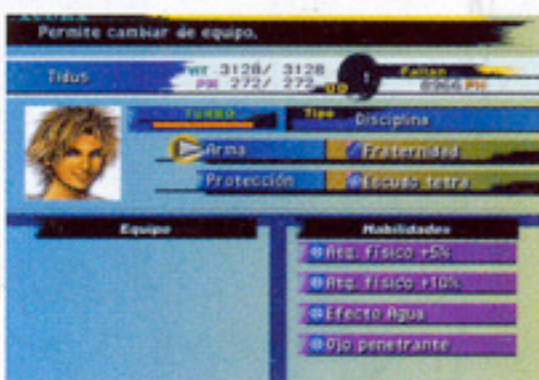 Permite cambiar de equipo.
Tidus
VIT 3128/ 3128
PM 272/ 272
1
Faltan
PH
TURBO
Tipo Disciplina
Arma Fraternidad
Protección Escudo tetra
Equipo
Habilidades
Atq. físico +5%
Atq. físico +10%
Efecto Agua
Ojo penetrante